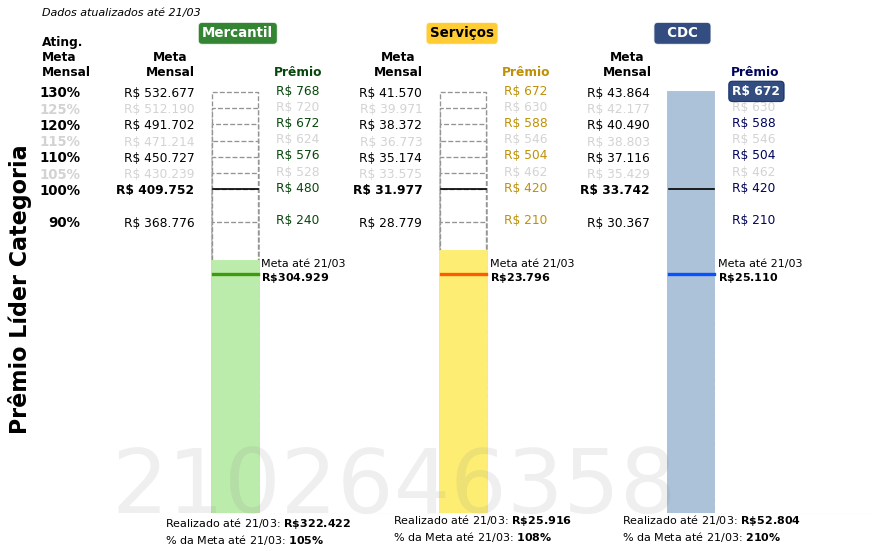 Dados atualizados até 21/03
Mercantil Serviços CDC
Ating. Meta Mensal
Meta Mensal Prêmio Meta Mensal Prêmio Meta Mensal Prêmio
130% R$ 532.677 R$ 768 R$ 41.570 R$ 672 R$ 43.864 R$ 672
125% R$ 512.190 R$ 720 R$ 39.971 R$ 630 R$ 42.177 R$ 630
120% R$ 491.702 R$ 672 R$ 38.372 R$ 588 R$ 40.490 R$ 588
115% R$ 471.214 R$ 624 R$ 36.773 R$ 546 R$ 38.803 R$ 546
110% R$ 450.727 R$ 576 R$ 35.174 R$ 504 R$ 37.116 R$ 504
105% R$ 430.239 R$ 528 R$ 33.575 R$ 462 R$ 35.429 R$ 462
100% R$ 409.752 R$ 480 R$ 31.977 R$ 420 R$ 33.742 R$ 420
90% R$ 368.776 R$ 240 R$ 28.779 R$ 210 R$ 30.367 R$ 210
Meta até 21/03 Meta até 21/03 Meta até 21/03
R$304.929 R$23.796 R$25.110
Prêmio Líder Categoria
2102646358
Realizado até 21/03: R$322.422 Realizado até 21/03: R$25.916 Realizado até 21/03: R$52.804
% da Meta até 21/03: 105% % da Meta até 21/03: 108% % da Meta até 21/03: 210%